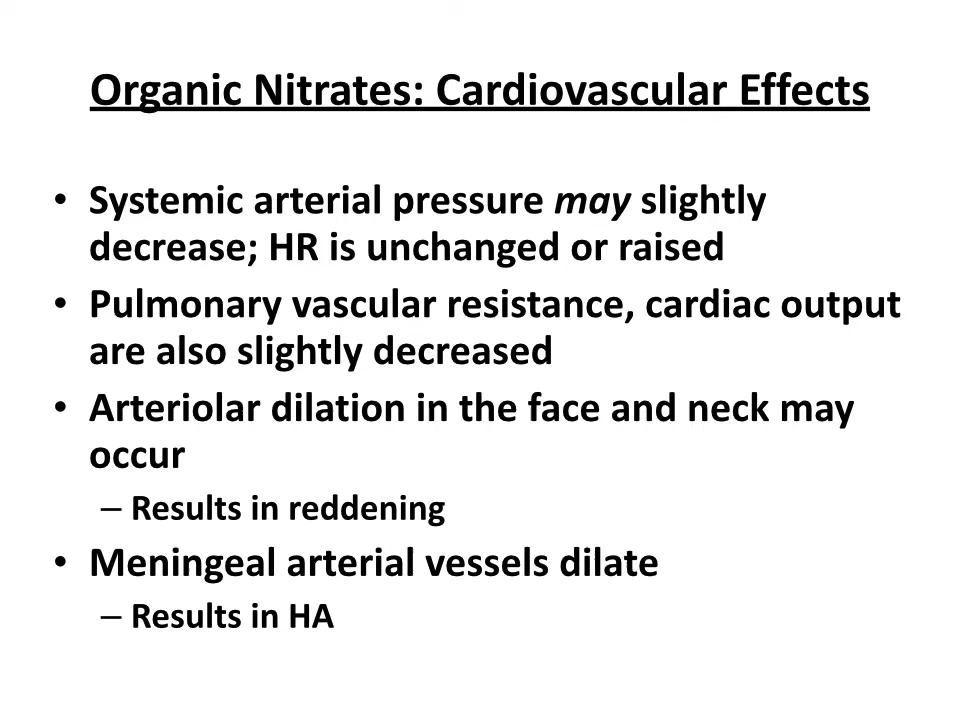 Organic Nitrates: Cardiovascular Effects
• Systemic arterial pressure may slightly
decrease; HR is unchanged or raised
• Pulmonary vascular resistance, cardiac output
are also slightly decreased
• Arteriolar dilation in the face and neck may
occur
– Results in reddening
• Meningeal arterial vessels dilate
– Results in HA